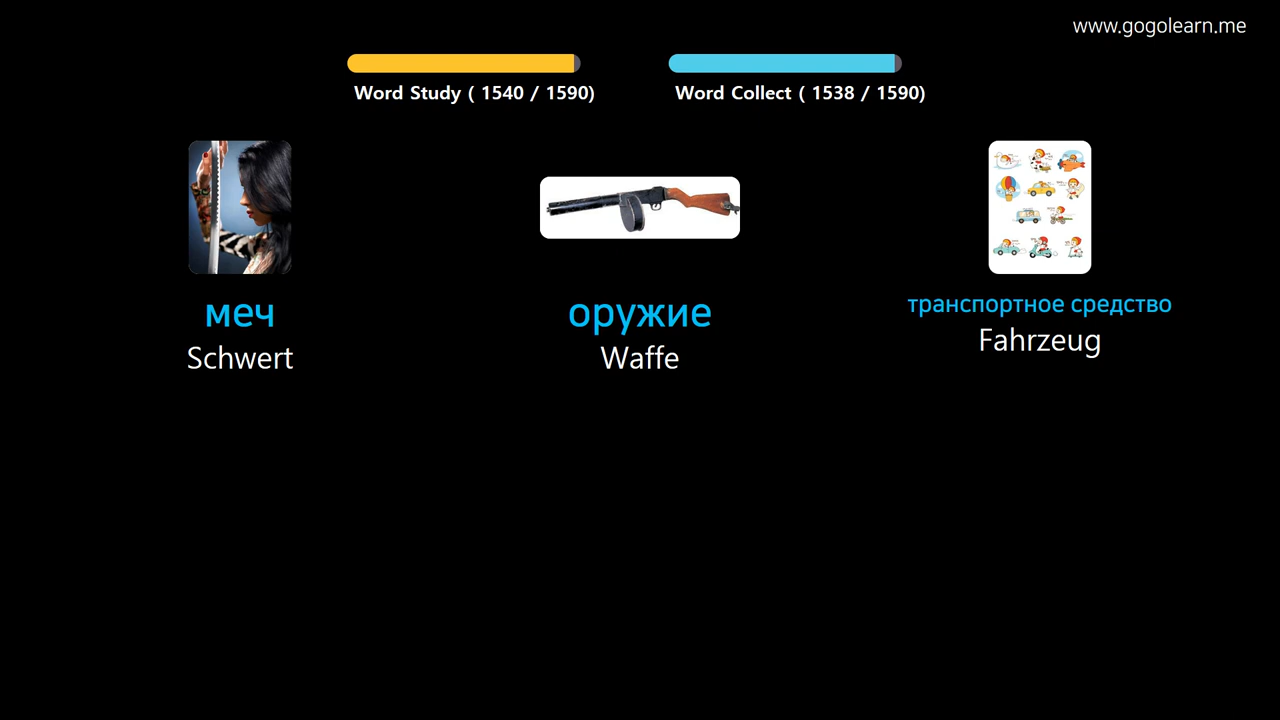 www.gogolearn.me
Word Study ( 1540 / 1590)
Word Collect ( 1538 / 1590)
меч
Schwert
оружие
Waffe
транспортное средство
Fahrzeug